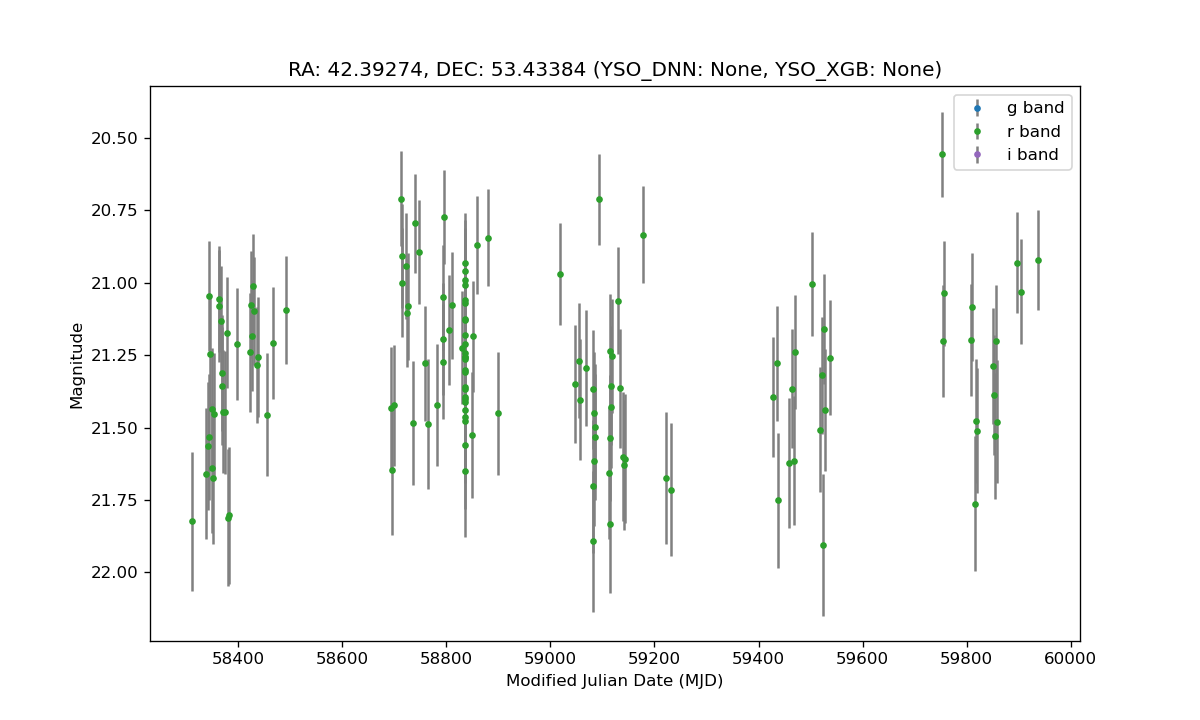 RA: 42.39274, DEC: 53.43384 (YSO_DNN: None, YSO_XGB: None)
g band
r band
i band
Magnitude
20.50
20.75
21.00
21.25
21.50
21.75
22.00
58400 58600 58800 59000 59200 59400 59600 59800 60000
Modified Julian Date (MJD)